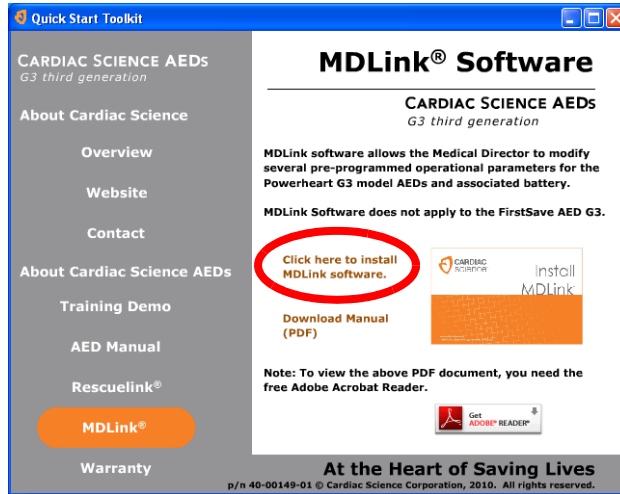 Quick Start Toolkit
CARDIAC SCIENCE AEDS
G3 third generation
About Cardiac Science
Overview
Website
Contact
About Cardiac Science AEDs
Training Demo
AED Manual
Rescuelink®
MDLink®
Warranty
MDLink® Software
CARDIAC SCIENCE AEDS
G3 third generation
MDLink software allows the Medical Director to modify
several pre-programmed operational parameters for the
Powerheart G3 model AEDs and associated battery.
MDLink Software does not apply to the FirstSave AED G3.
Click here to install
MDLink software.
CARDIAC
SCIENCE
Install
MDLink
Download Manual
(PDF)
Note: To view the above PDF document, you need the
free Adobe Acrobat Reader.
Get
ADOBE® READER®
At the Heart of Saving Lives
p/n 40-00149-01 © Cardiac Science Corporation, 2010. All rights reserved.